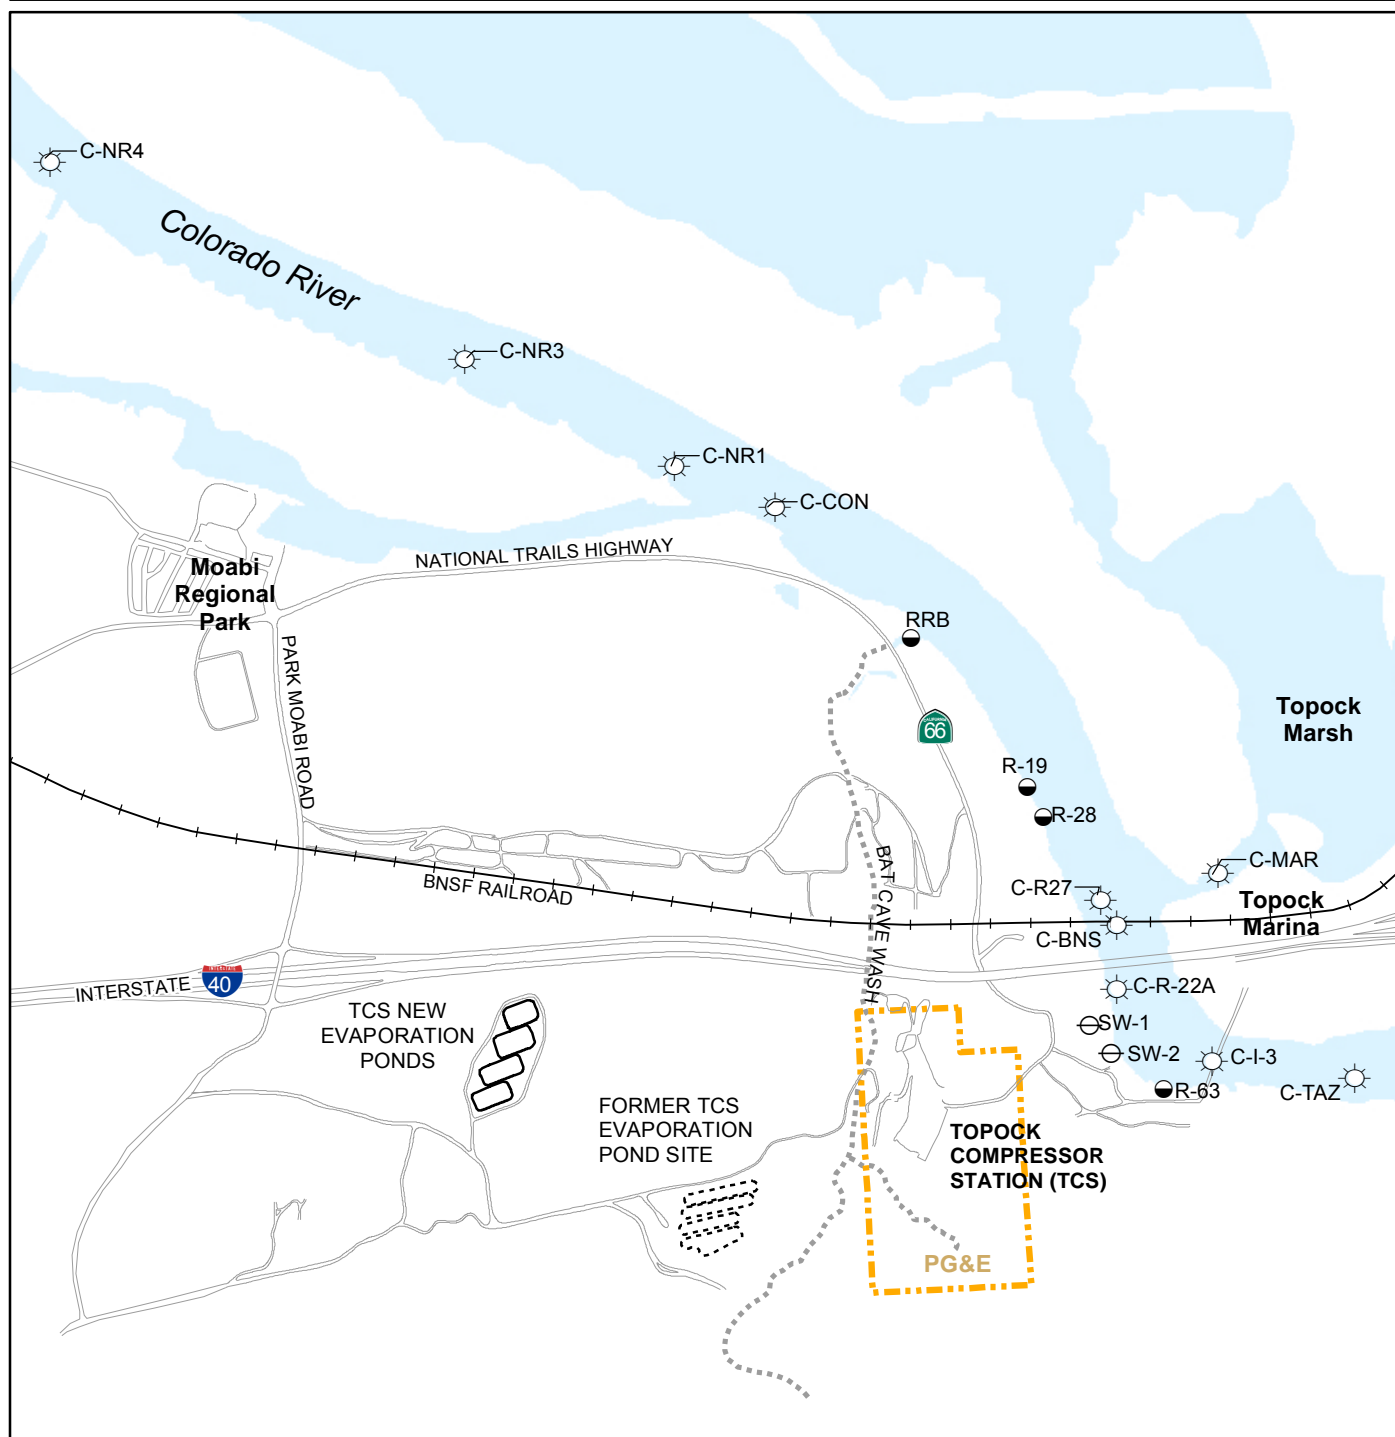 C-NR4
Colorado River
C-NR3
C-NR1
C-CON
NATIONAL TRAILS HIGHWAY
Moabi
Regional
Park
RRB
PARK MOABI ROAD
Topock
Marsh
CALIFORNIA
66
R-19
R-28
BAT CAVE WASH
C-MAR
BNSF RAILROAD
C-R27
Topock
Marina
C-BNS
INTERSTATE
INTERSTATE
40
C-R-22A
TCS NEW
EVAPORATION
PONDS
SW-1
SW-2
C-I-3
C-TAZ
R-63
FORMER TCS
EVAPORATION
POND SITE
TOPOCK
COMPRESSOR
STATION (TCS)
PG&E